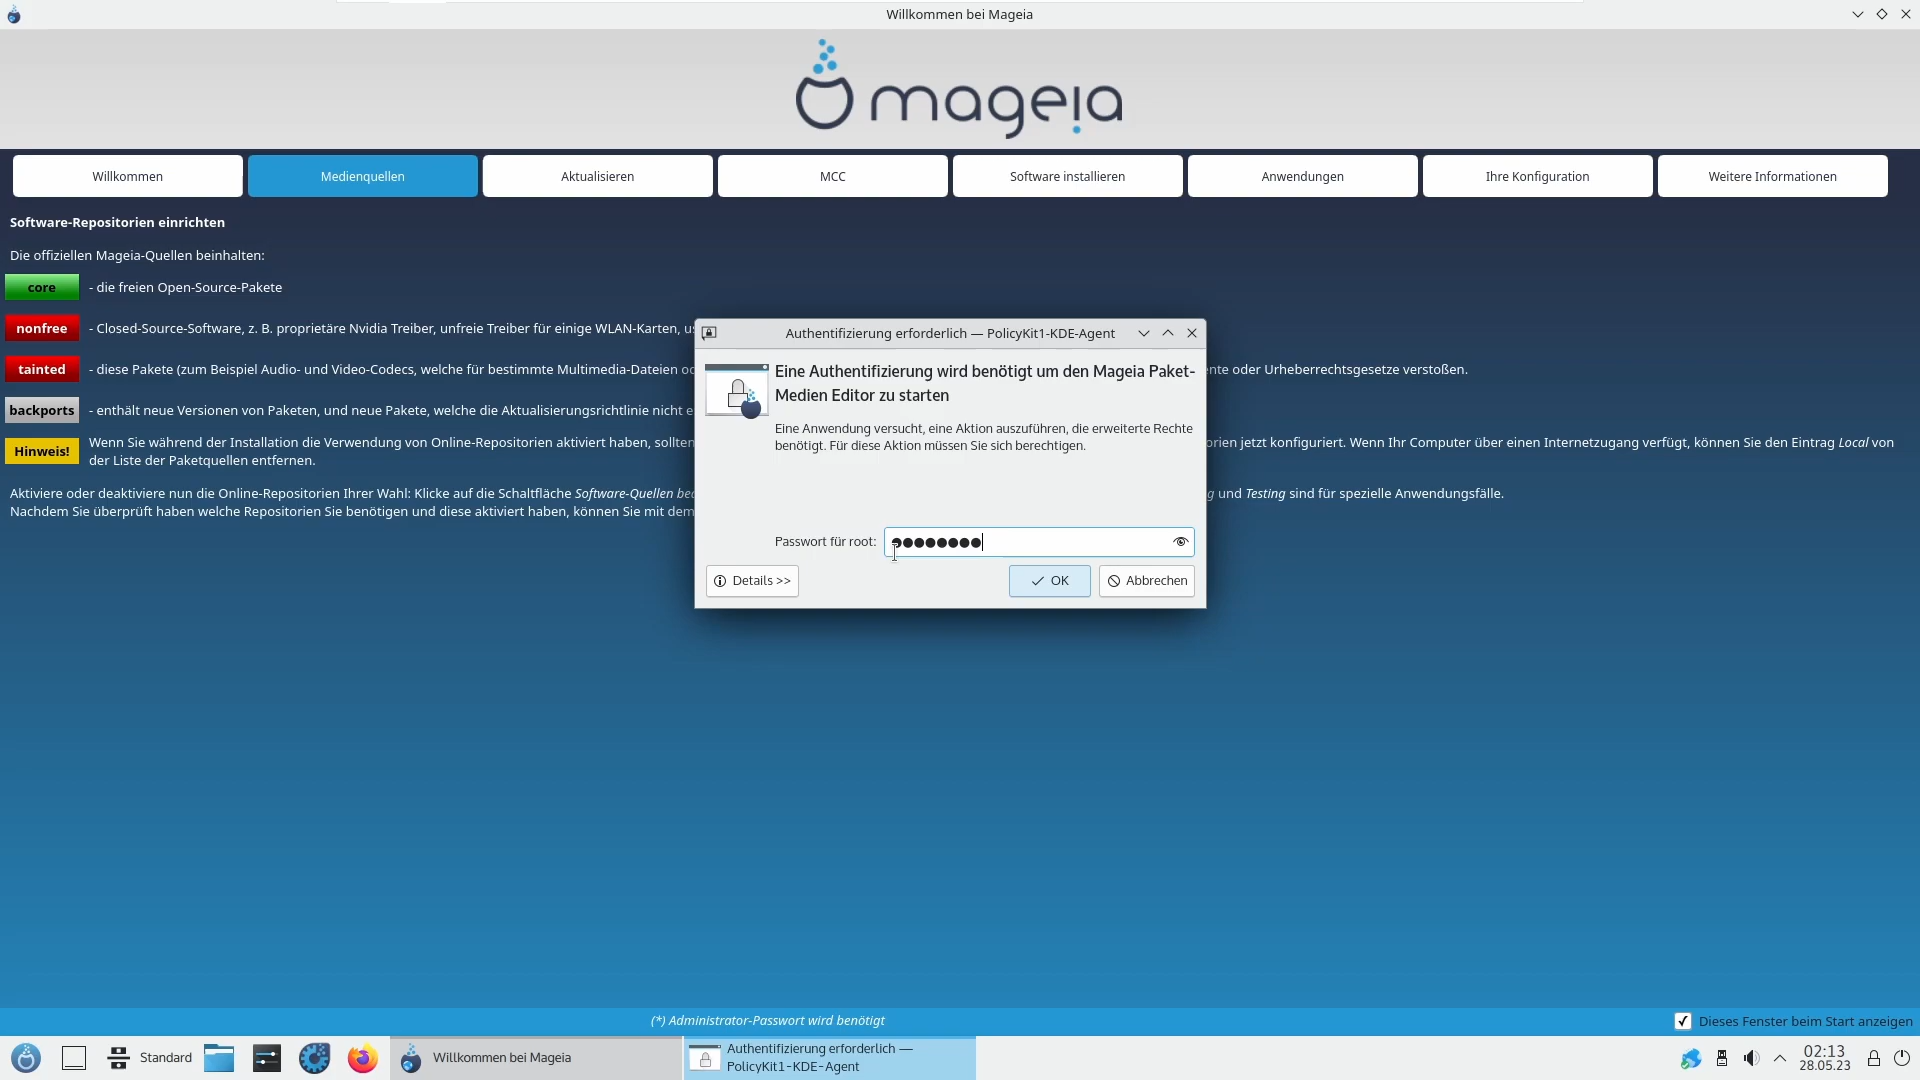 Willkommen bei Mageia
mageia
Willkommen
Medienquellen
Aktualisieren
MCC
Software installieren
Anwendungen
Ihre Konfiguration
Weitere Informationen
Software-Repositorien einrichten
Die offiziellen Mageia-Quellen beinhalten:
core - die freien Open-Source-Pakete
nonfree - Closed-Source-Software, z. B. proprietäre Nvidia Treiber, unfreie Treiber für einige WLAN-Karten,
tainted - diese Pakete (zum Beispiel Audio- und Video-Codecs, welche für bestimmte Multimedia-Dateien oder Urheberrechtsgesetze verstoßen.
backports - enthält neue Versionen von Paketen, und neue Pakete, welche die Aktualisierungsrichtlinie nicht
Hinweis! Wenn Sie während der Installation die Verwendung von Online-Repositorien aktiviert haben, jetzt konfiguriert. Wenn Ihr Computer über einen Internetzugang verfügt, können Sie den Eintrag Local von
der Liste der Paketquellen entfernen.
Aktiviere oder deaktiviere nun die Online-Repositorien Ihrer Wahl: Klicke auf die Schaltfläche Software-Quellen und Testing sind für spezielle Anwendungsfälle.
Nachdem Sie überprüft haben welche Repositorien Sie benötigen und diese aktiviert haben, können Sie mit dem
Authentifizierung erforderlich — PolicyKit1-KDE-Agent
Eine Authentifizierung wird benötigt um den Mageia Paket-
Medien Editor zu starten
Eine Anwendung versucht, eine Aktion auszuführen, die erweiterte Rechte
benötigt. Für diese Aktion müssen Sie sich berechtigen.
Passwort für root:
Details >>
OK
Abbrechen
(*) Administrator-Passwort wird benötigt
Dieses Fenster beim Start anzeigen
Standard
Willkommen bei Mageia
Authentifizierung erforderlich —
PolicyKit1-KDE-Agent
02:13
28.05.23